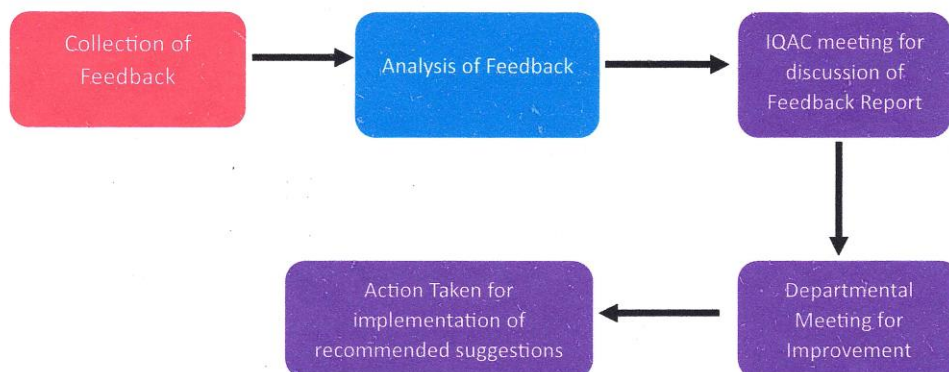 Collection of
Feedback
Analysis of Feedback
IQAC meeting for
discussion of
Feedback Report
Departmental
Meeting for
Improvement
Action Taken for
implementation of
recommended suggestions